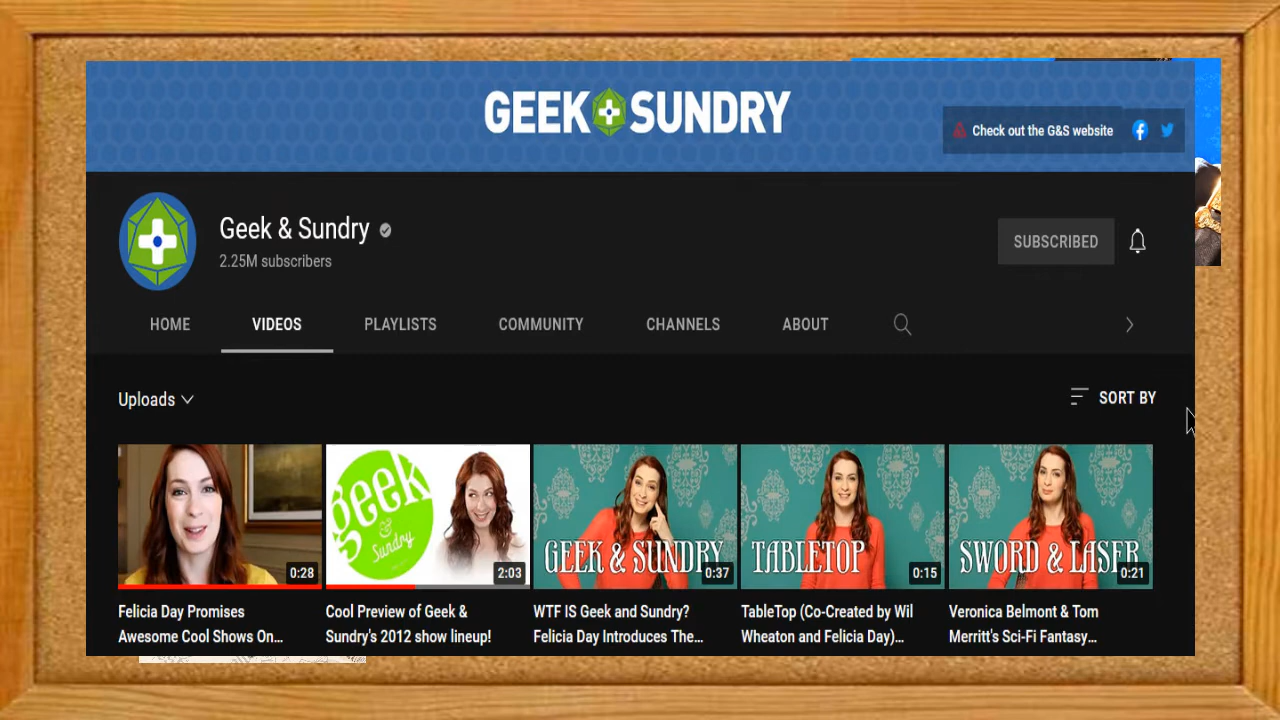 GEEK SUNDRY
Check out the G&S website
Geek & Sundry
2.25M subscribers
SUBSCRIBED
HOME VIDEOS PLAYLISTS COMMUNITY CHANNELS ABOUT
Uploads
SORT BY
geek & Sundry
GEEK & SUNDRY
TABLETOP
SWORD & LASER
0:28 2:03 0:37 0:15 0:21
Felicia Day Promises
Awesome Cool Shows On...
Cool Preview of Geek &
Sundry's 2012 show lineup!
WTF IS Geek and Sundry?
Felicia Day Introduces The...
TableTop (Co-Created by Wil
Wheaton and Felicia Day)...
Veronica Belmont & Tom
Merritt's Sci-Fi Fantasy...